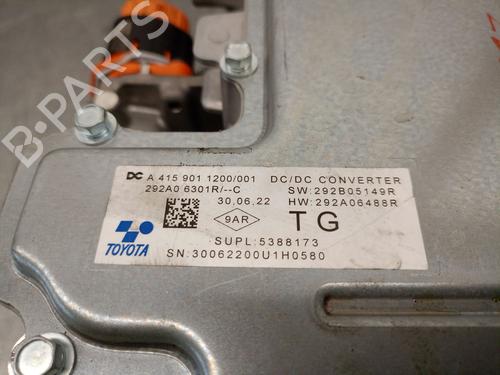 B-PARTS
DC A 415 901 1200/001 DC/DC CONVERTER
292A0 6301R/--C SW:292B05149R
30.06.22 HW:292A06488R
9AR TG
TOYOTA
SUPL:5388173
SN:30062200U1H0580